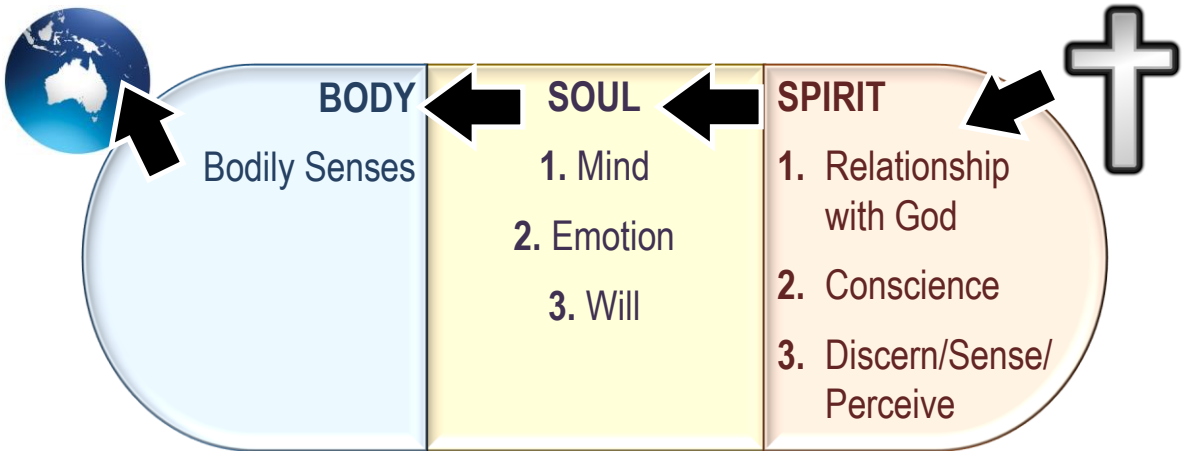 BODY
Bodily Senses
SOUL
1. Mind
2. Emotion
3. Will
SPIRIT
1. Relationship
with God
2. Conscience
3. Discern/Sense/
Perceive